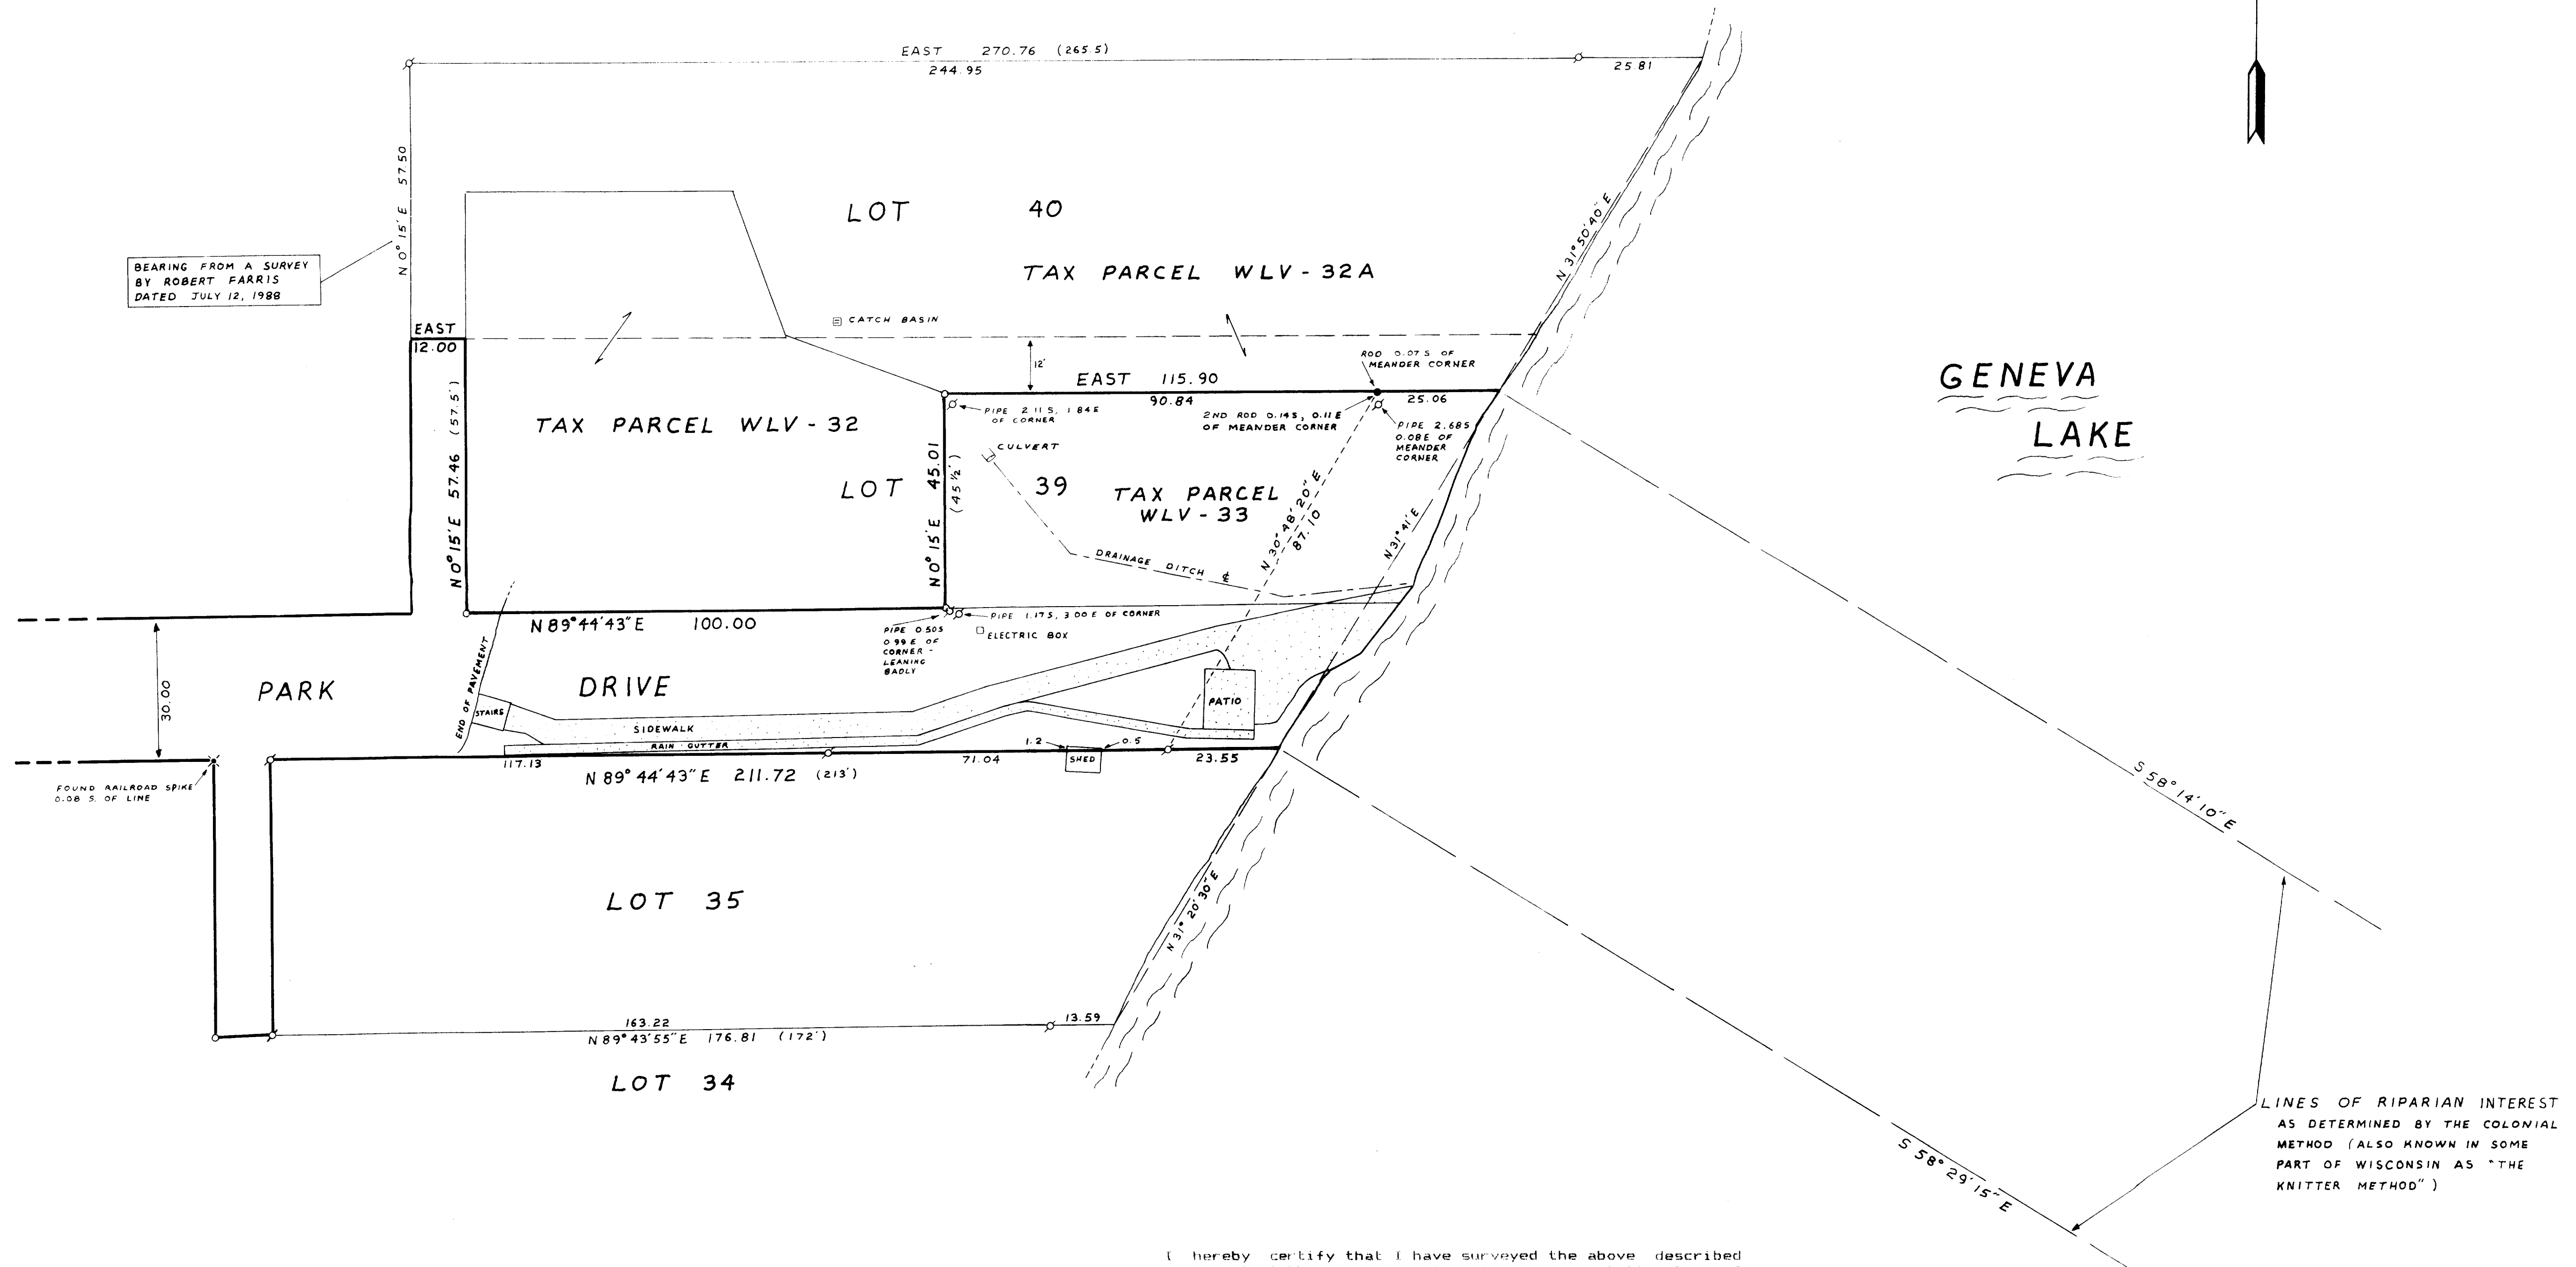 EAST 270.76 (265.5)
244.95
25.81
N 0° 15' E 57.50
LOT 40
N 31° 50' 40" E
TAX PARCEL WLV - 32A
BEARING FROM A SURVEY
BY ROBERT FARRIS
DATED JULY 12, 1988
CATCH BASIN
EAST
12.00
12'
ROD 0.07 S OF
MEANDER CORNER
EAST 115.90
90.84
25.06
GENEVA
LAKE
N 0° 15' E 57.46 (57.5')
TAX PARCEL WLV - 32
PIPE 2.11 S, 1.84 E
OF CORNER
2ND ROD 0.14 S, 0.11 E
OF MEANDER CORNER
PIPE 2.68 S
0.08 E OF
MEANDER
CORNER
CULVERT
N 0° 15' E 45.01
(45 1/2')
LOT 39
TAX PARCEL
WLV - 33
N 30° 48' 20" E
87.10
N 31° 41' E
DRAINAGE DITCH ℄
N 89° 44' 43" E 100.00
PIPE 0.50 S
0.99 E OF
CORNER -
LEANING
BADLY
PIPE 1.17 S, 3.00 E OF CORNER
ELECTRIC BOX
30.00
PARK DRIVE
END OF PAVEMENT
STAIRS
SIDEWALK
RAIN GUTTER
PATIO
1.2
0.5
SHED
117.13
71.04
23.55
N 89° 44' 43" E 211.72 (213')
FOUND RAILROAD SPIKE
0.08 S. OF LINE
S 58° 14' 10" E
LOT 35
N 31° 20' 30" E
163.22
13.59
N 89° 43' 55" E 176.81 (172')
LOT 34
S 58° 29' 15" E
LINES OF RIPARIAN INTEREST
AS DETERMINED BY THE COLONIAL
METHOD (ALSO KNOWN IN SOME
PART OF WISCONSIN AS "THE
KNITTER METHOD")
I hereby certify that I have surveyed the above described